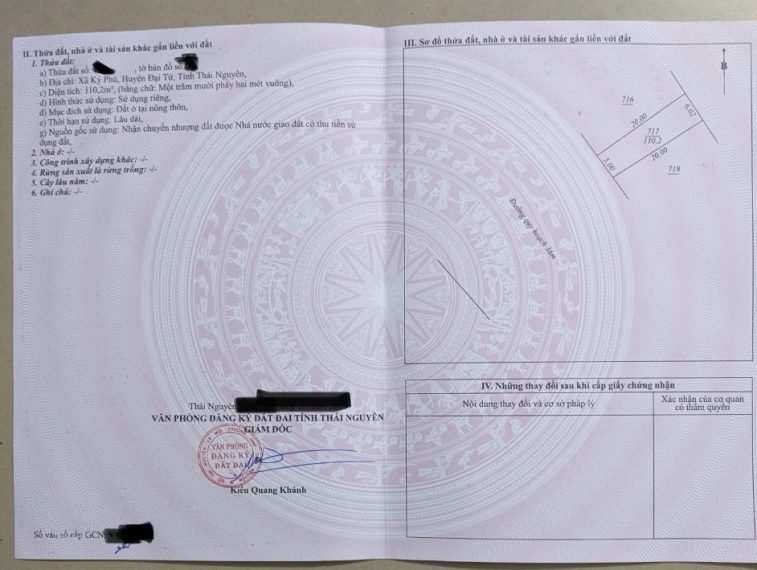 II. Thửa đất, nhà ở và tài sản khác gắn liền với đất
1. Thửa đất:
a) Thửa đất số , tờ bản đồ số
b) Địa chỉ: Xã Ký Phú, Huyện Đại Từ, Tỉnh Thái Nguyên,
c) Diện tích: 110,2m², (bằng chữ: Một trăm mười phảy hai mét vuông),
d) Hình thức sử dụng: Sử dụng riêng,
đ) Mục đích sử dụng: Đất ở tại nông thôn,
e) Thời hạn sử dụng: Lâu dài,
g) Nguồn gốc sử dụng: Nhận chuyển nhượng đất được Nhà nước giao đất có thu tiền sử
dụng đất,
2. Nhà ở: -/-
3. Công trình xây dựng khác: -/-
4. Rừng sản xuất là rừng trồng: -/-
5. Cây lâu năm: -/-
6. Ghi chú: -/-
Thái Nguyên
VĂN PHÒNG ĐĂNG KÝ ĐẤT ĐAI TỈNH THÁI NGUYÊN
GIÁM ĐỐC
VĂN PHÒNG
ĐĂNG KÝ
ĐẤT ĐAI
Kiều Quang Khánh
Số vào sổ cấp GCN:
III. Sơ đồ thửa đất, nhà ở và tài sản khác gắn liền với đất
B
716
6,02
20,00
717
110,2
20,00
5,00
718
Đường quy hoạch 36m
IV. Những thay đổi sau khi cấp giấy chứng nhận
Nội dung thay đổi và cơ sở pháp lý
Xác nhận của cơ quan
có thẩm quyền